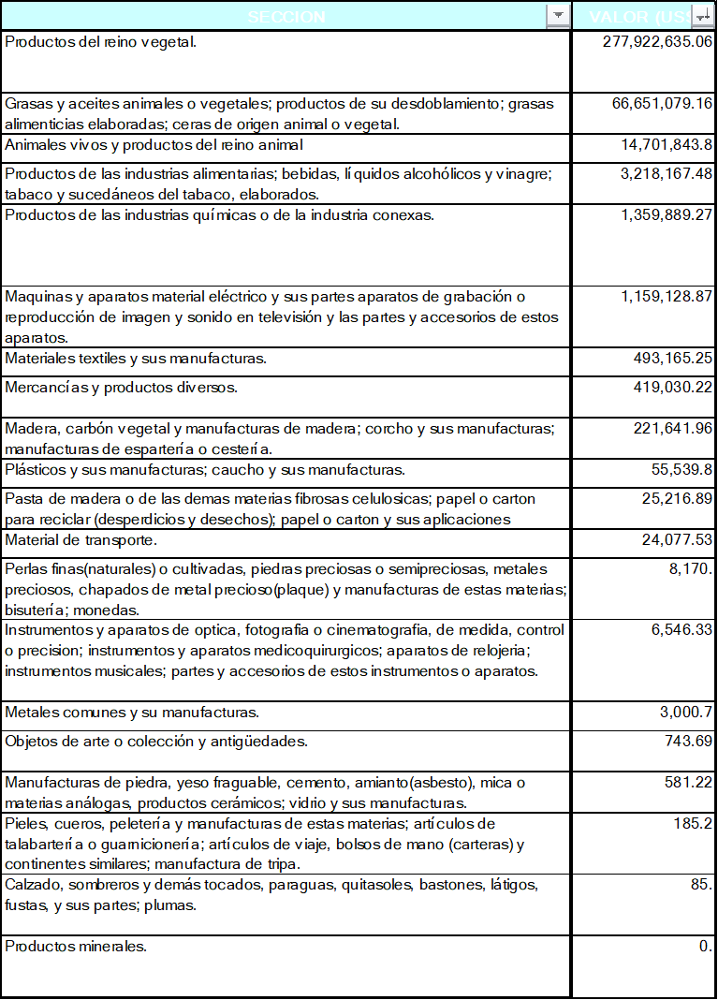 SECCION VALOR (US$
Productos del reino vegetal. 277,922,635.06
Grasas y aceites animales o vegetales; productos de su desdoblamiento; grasas 66,651,079.16
alimenticias elaboradas; ceras de origen animal o vegetal.
Animales vivos y productos del reino animal 14,701,843.8
Productos de las industrias alimentarias; bebidas, líquidos alcohólicos y vinagre; 3,218,167.48
tabaco y sucedáneos del tabaco, elaborados.
Productos de las industrias químicas o de la industria conexas. 1,359,889.27
Maquinas y aparatos material eléctrico y sus partes aparatos de grabación o 1,159,128.87
reproducción de imagen y sonido en televisión y las partes y accesorios de estos
aparatos.
Materiales textiles y sus manufacturas. 493,165.25
Mercancías y productos diversos. 419,030.22
Madera, carbón vegetal y manufacturas de madera; corcho y sus manufacturas; 221,641.96
manufacturas de espartería o cestería.
Plásticos y sus manufacturas; caucho y sus manufacturas. 55,539.8
Pasta de madera o de las demas materias fibrosas celulosicas; papel o carton 25,216.89
para reciclar (desperdicios y desechos); papel o carton y sus aplicaciones
Material de transporte. 24,077.53
Perlas finas(naturales) o cultivadas, piedras preciosas o semipreciosas, metales 8,170.
preciosos, chapados de metal precioso(plaque) y manufacturas de estas materias;
bisutería; monedas.
Instrumentos y aparatos de optica, fotografia o cinematografia, de medida, control 6,546.33
o precision; instrumentos y aparatos medicoquirurgicos; aparatos de relojeria;
instrumentos musicales; partes y accesorios de estos instrumentos o aparatos.
Metales comunes y su manufacturas. 3,000.7
Objetos de arte o colección y antigüedades. 743.69
Manufacturas de piedra, yeso fraguable, cemento, amianto(asbesto), mica o 581.22
materias análogas, productos cerámicos; vidrio y sus manufacturas.
Pieles, cueros, peletería y manufacturas de estas materias; artículos de 185.2
talabartería o guarnicionería; artículos de viaje, bolsos de mano (carteras) y
continentes similares; manufactura de tripa.
Calzado, sombreros y demás tocados, paraguas, quitasoles, bastones, látigos, 85.
fustas, y sus partes; plumas.
Productos minerales. 0.